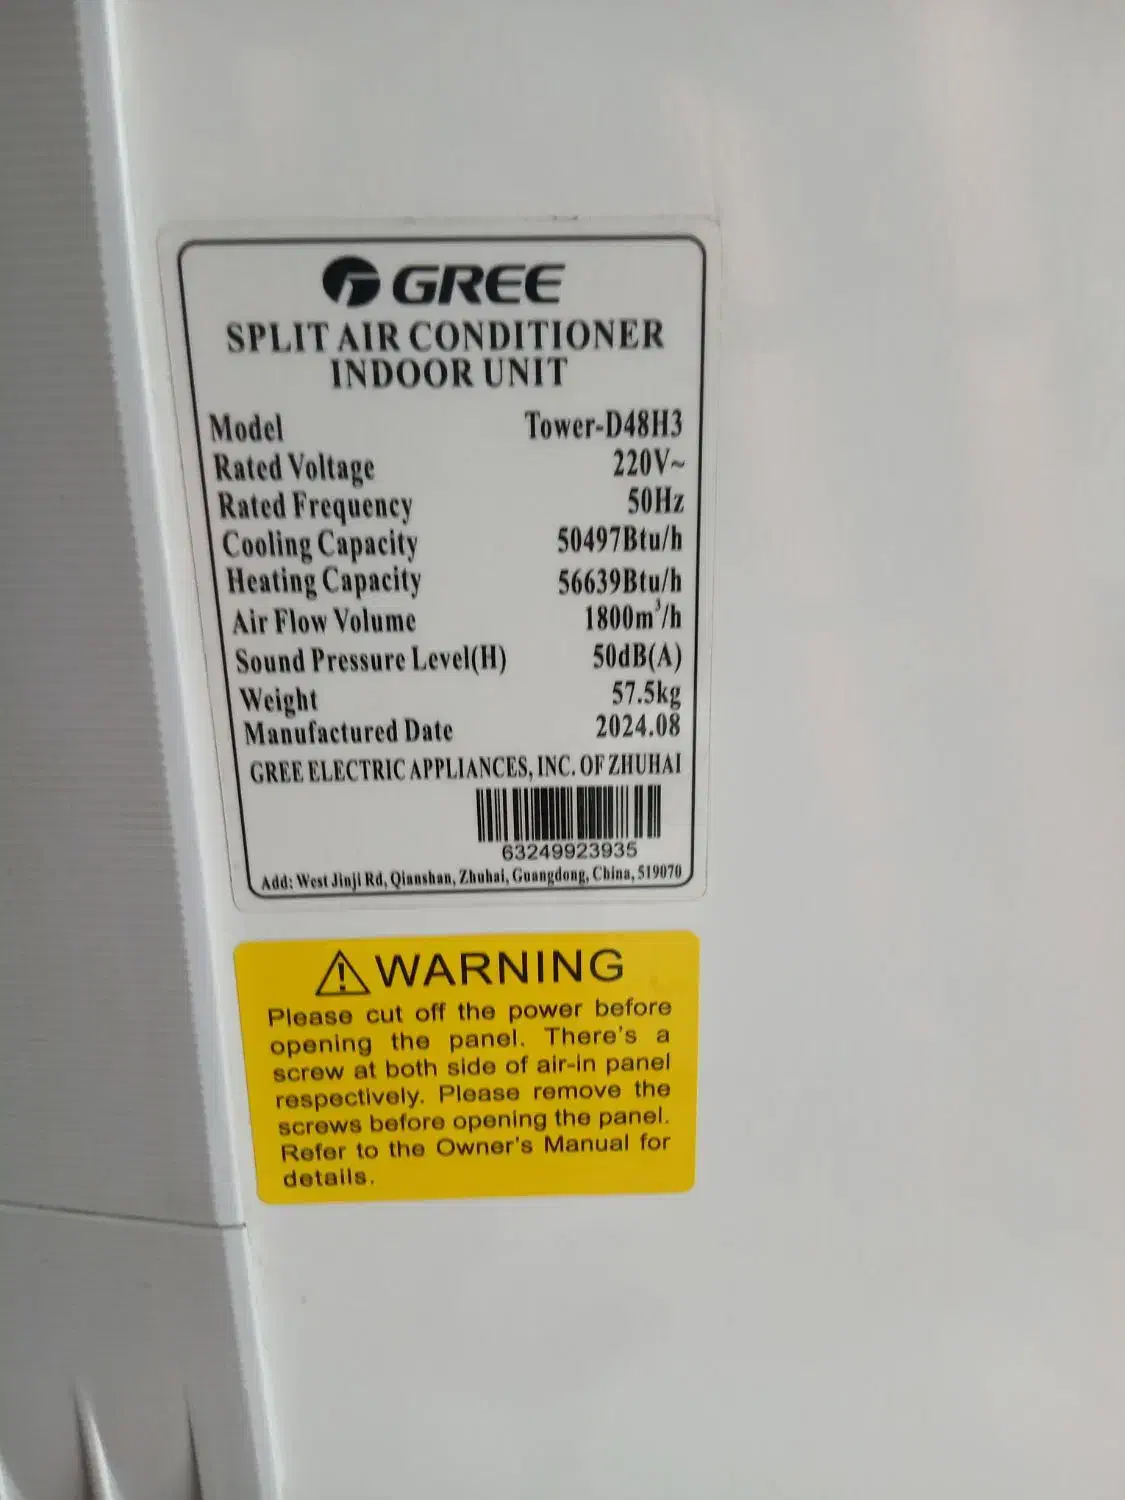 GREE
SPLIT AIR CONDITIONER
INDOOR UNIT
Model Tower-D48H3
Rated Voltage 220V~
Rated Frequency 50Hz
Cooling Capacity 50497Btu/h
Heating Capacity 56639Btu/h
Air Flow Volume 1800m³/h
Sound Pressure Level(H) 50dB(A)
Weight 57.5kg
Manufactured Date 2024.08
GREE ELECTRIC APPLIANCES, INC. OF ZHUHAI
63249923935
Add: West Jinji Rd, Qianshan, Zhuhai, Guangdong, China, 519070
⚠WARNING
Please cut off the power before
opening the panel. There's a
screw at both side of air-in panel
respectively. Please remove the
screws before opening the panel.
Refer to the Owner's Manual for
details.